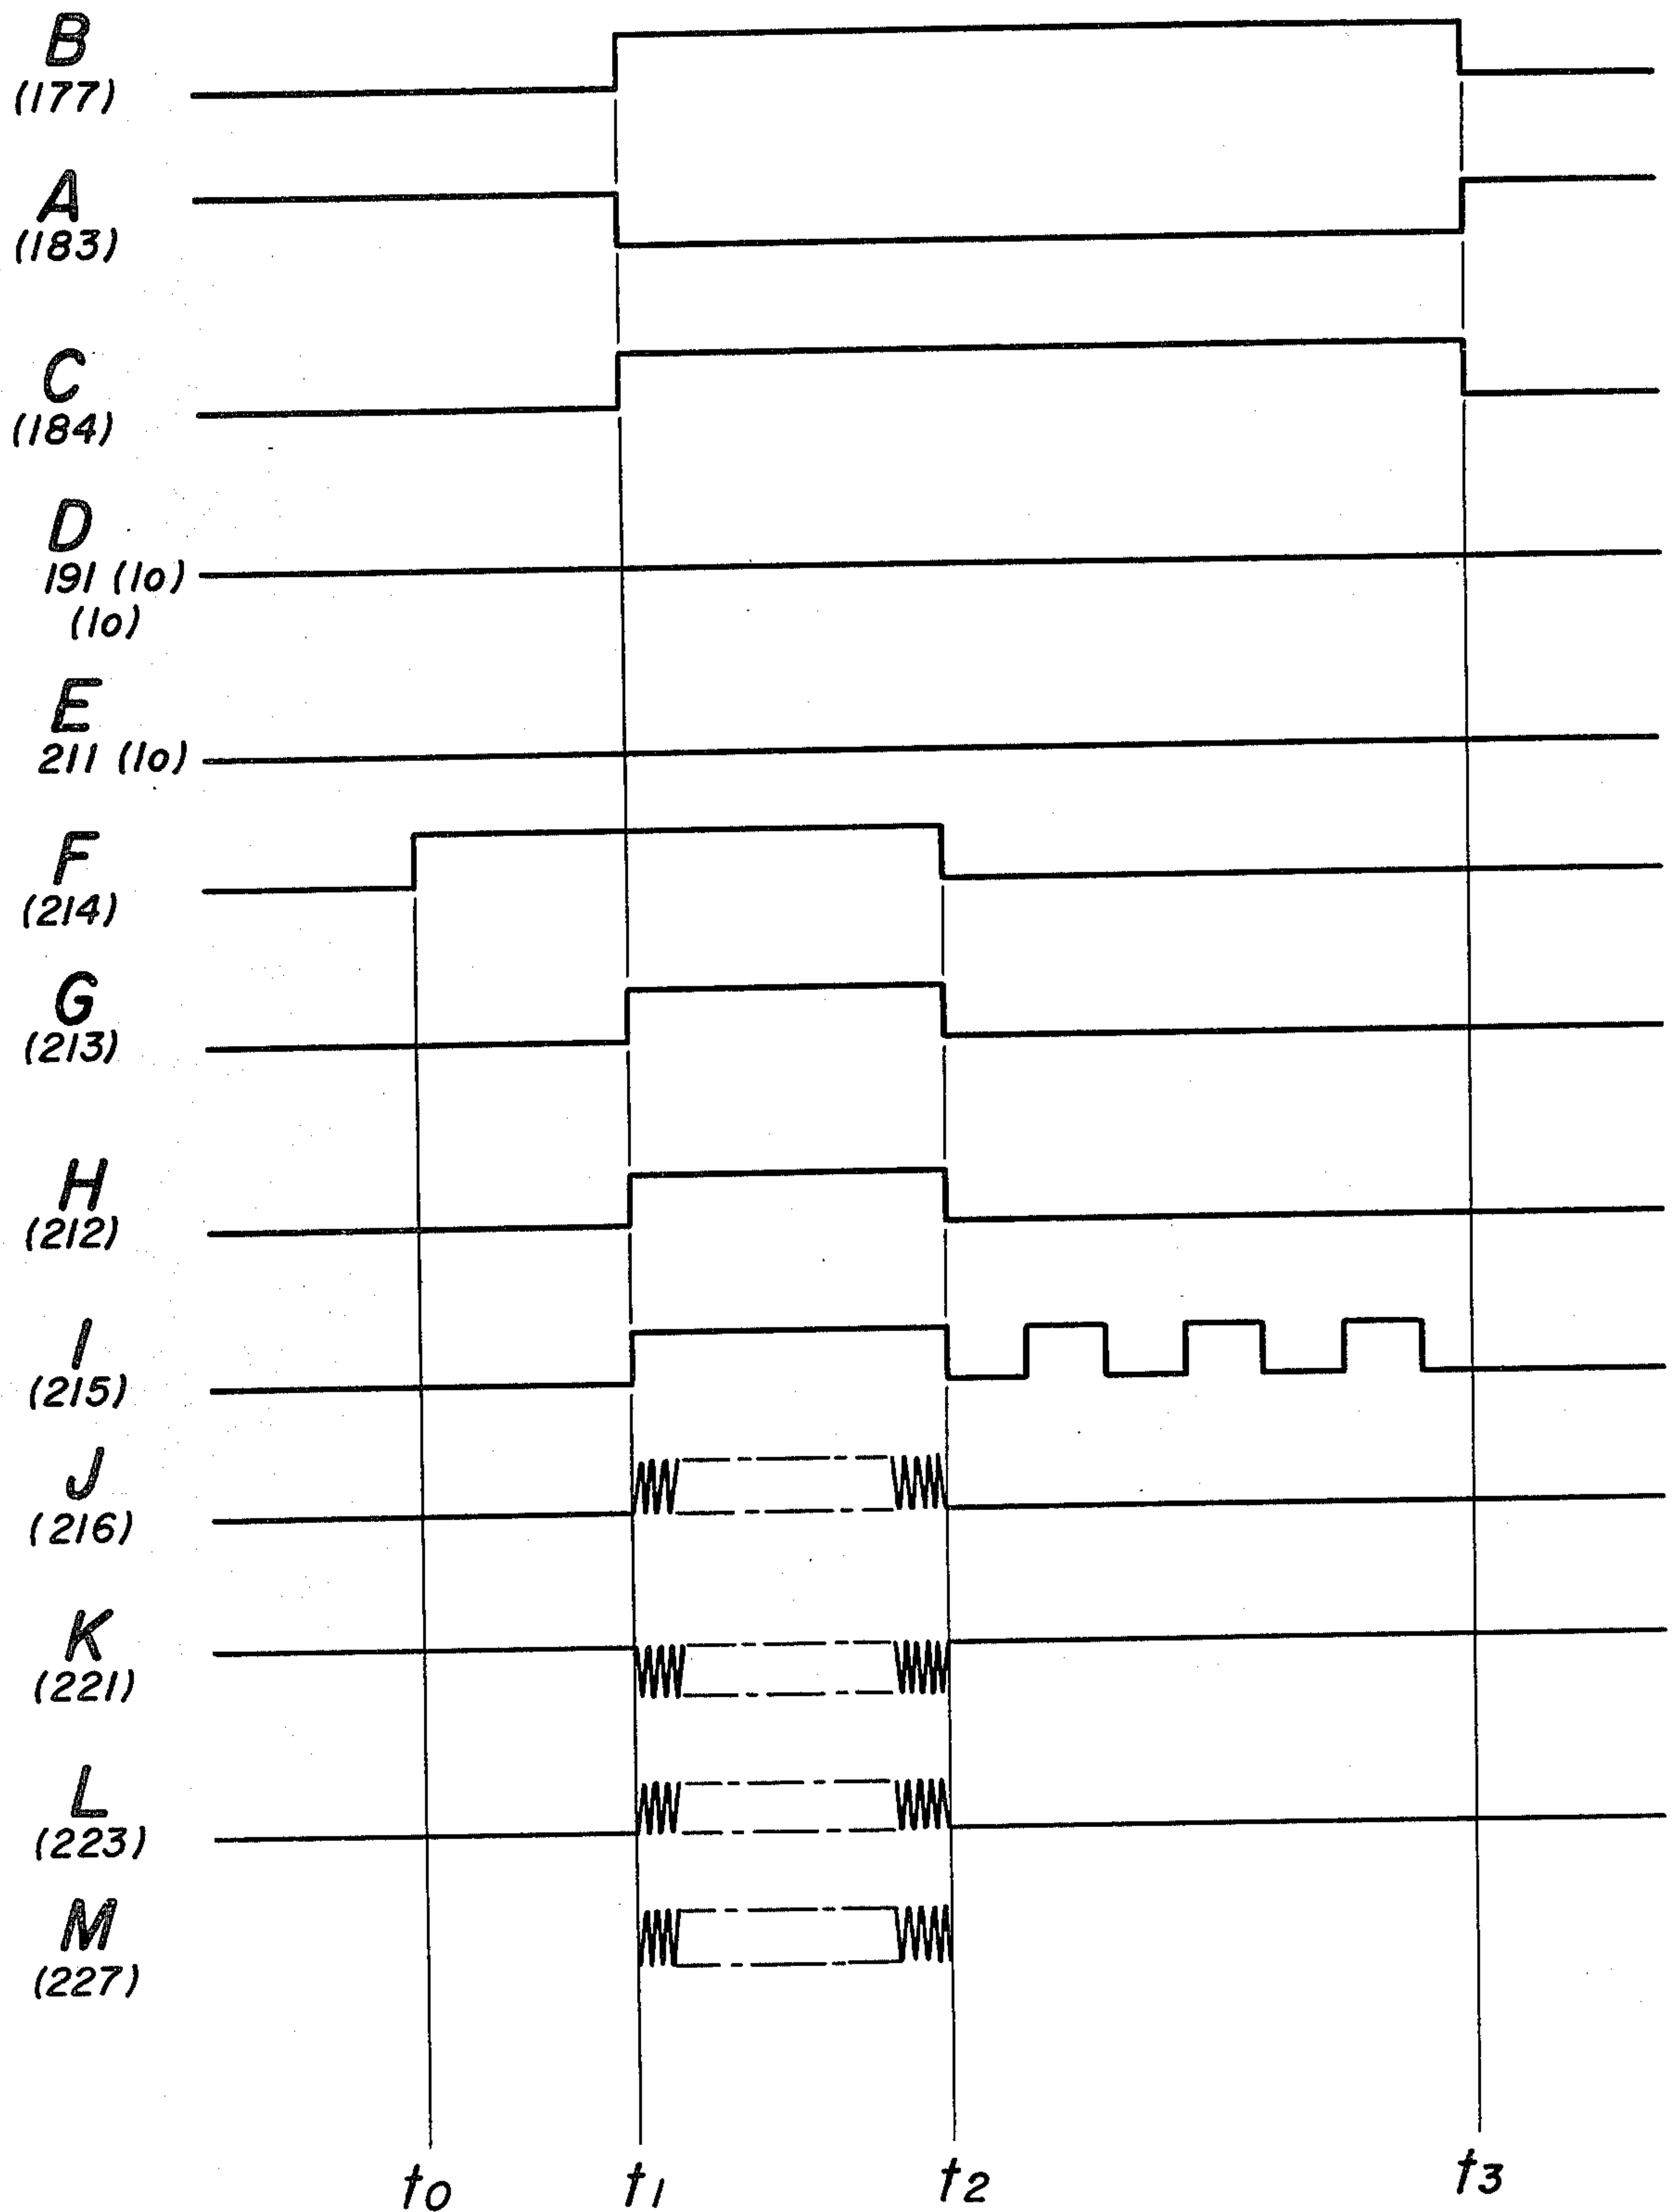 B
(177)
A
(183)
C
(184)
D
191 (lo)
(lo)
E
211 (lo)
F
(214)
G
(213)
H
(212)
I
(215)
J
(216)
K
(221)
L
(223)
M
(227)
t0 t1 t2 t3